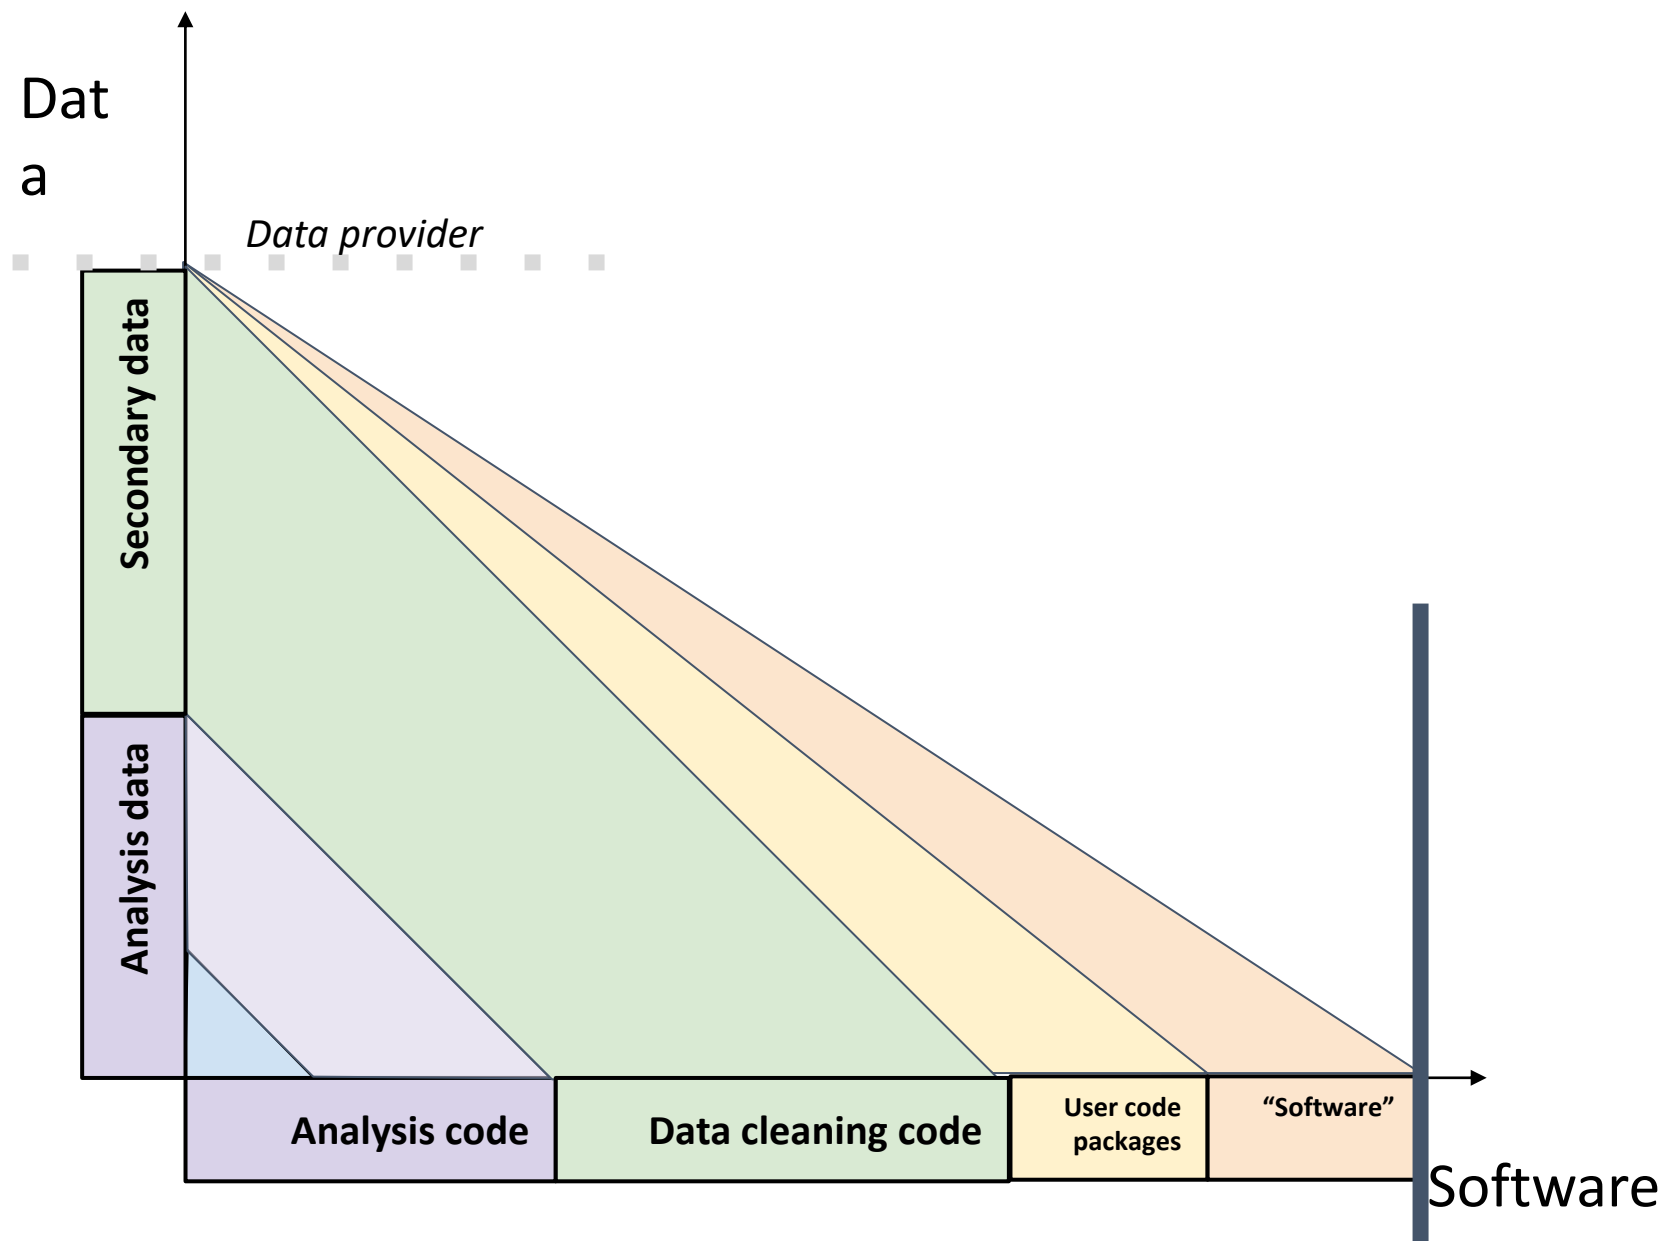 Dat
a
Data provider
Secondary data
Analysis data
Analysis code
Data cleaning code
User code
packages
“Software”
Software